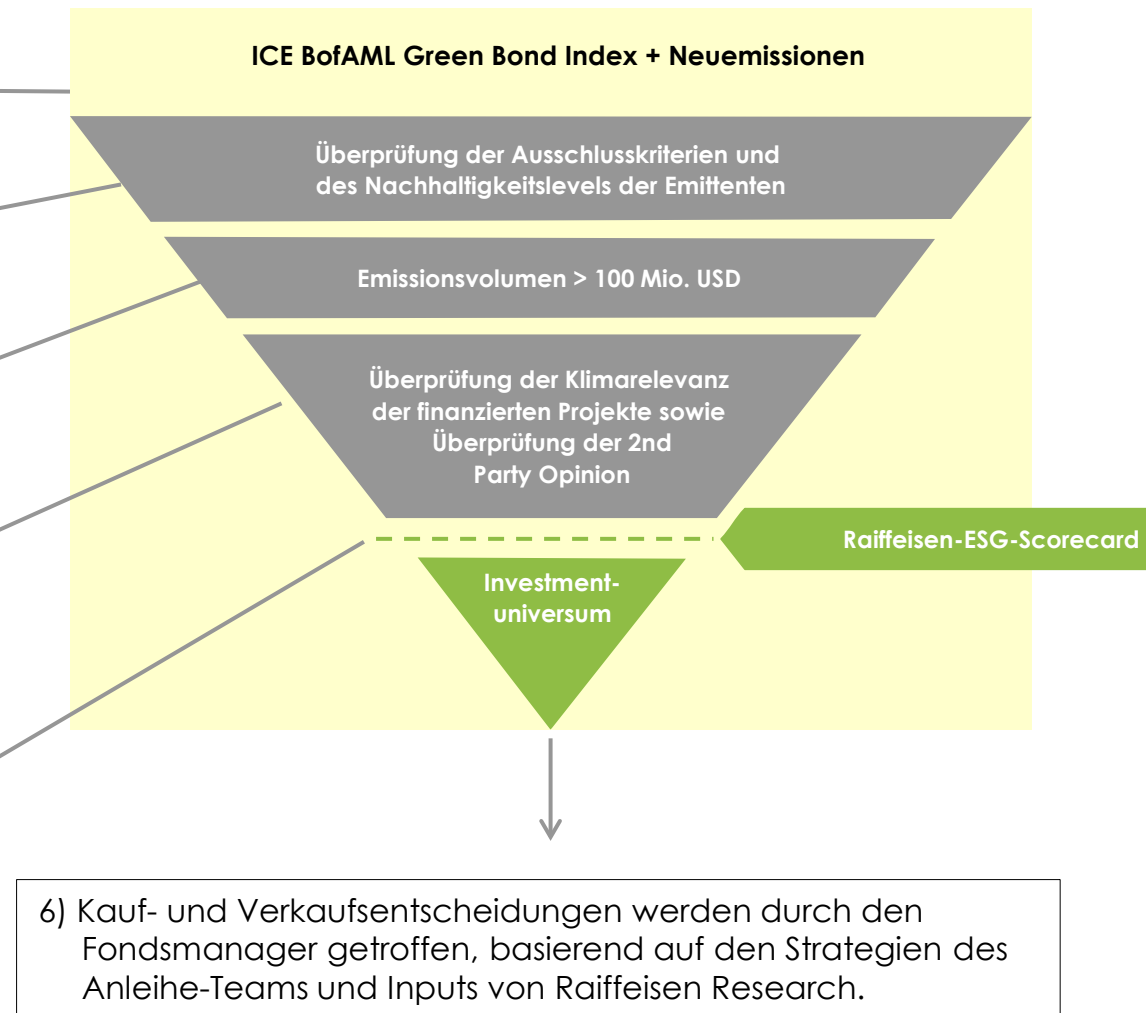 ICE BofAML Green Bond Index + Neuemissionen
Überprüfung der Ausschlusskriterien und
des Nachhaltigkeitslevels der Emittenten
Emissionsvolumen > 100 Mio. USD
Überprüfung der Klimarelevanz
der finanzierten Projekte sowie
Überprüfung der 2nd
Party Opinion
Raiffeisen-ESG-Scorecard
Investment-
universum
6) Kauf- und Verkaufsentscheidungen werden durch den
Fondsmanager getroffen, basierend auf den Strategien des
Anleihe-Teams und Inputs von Raiffeisen Research.